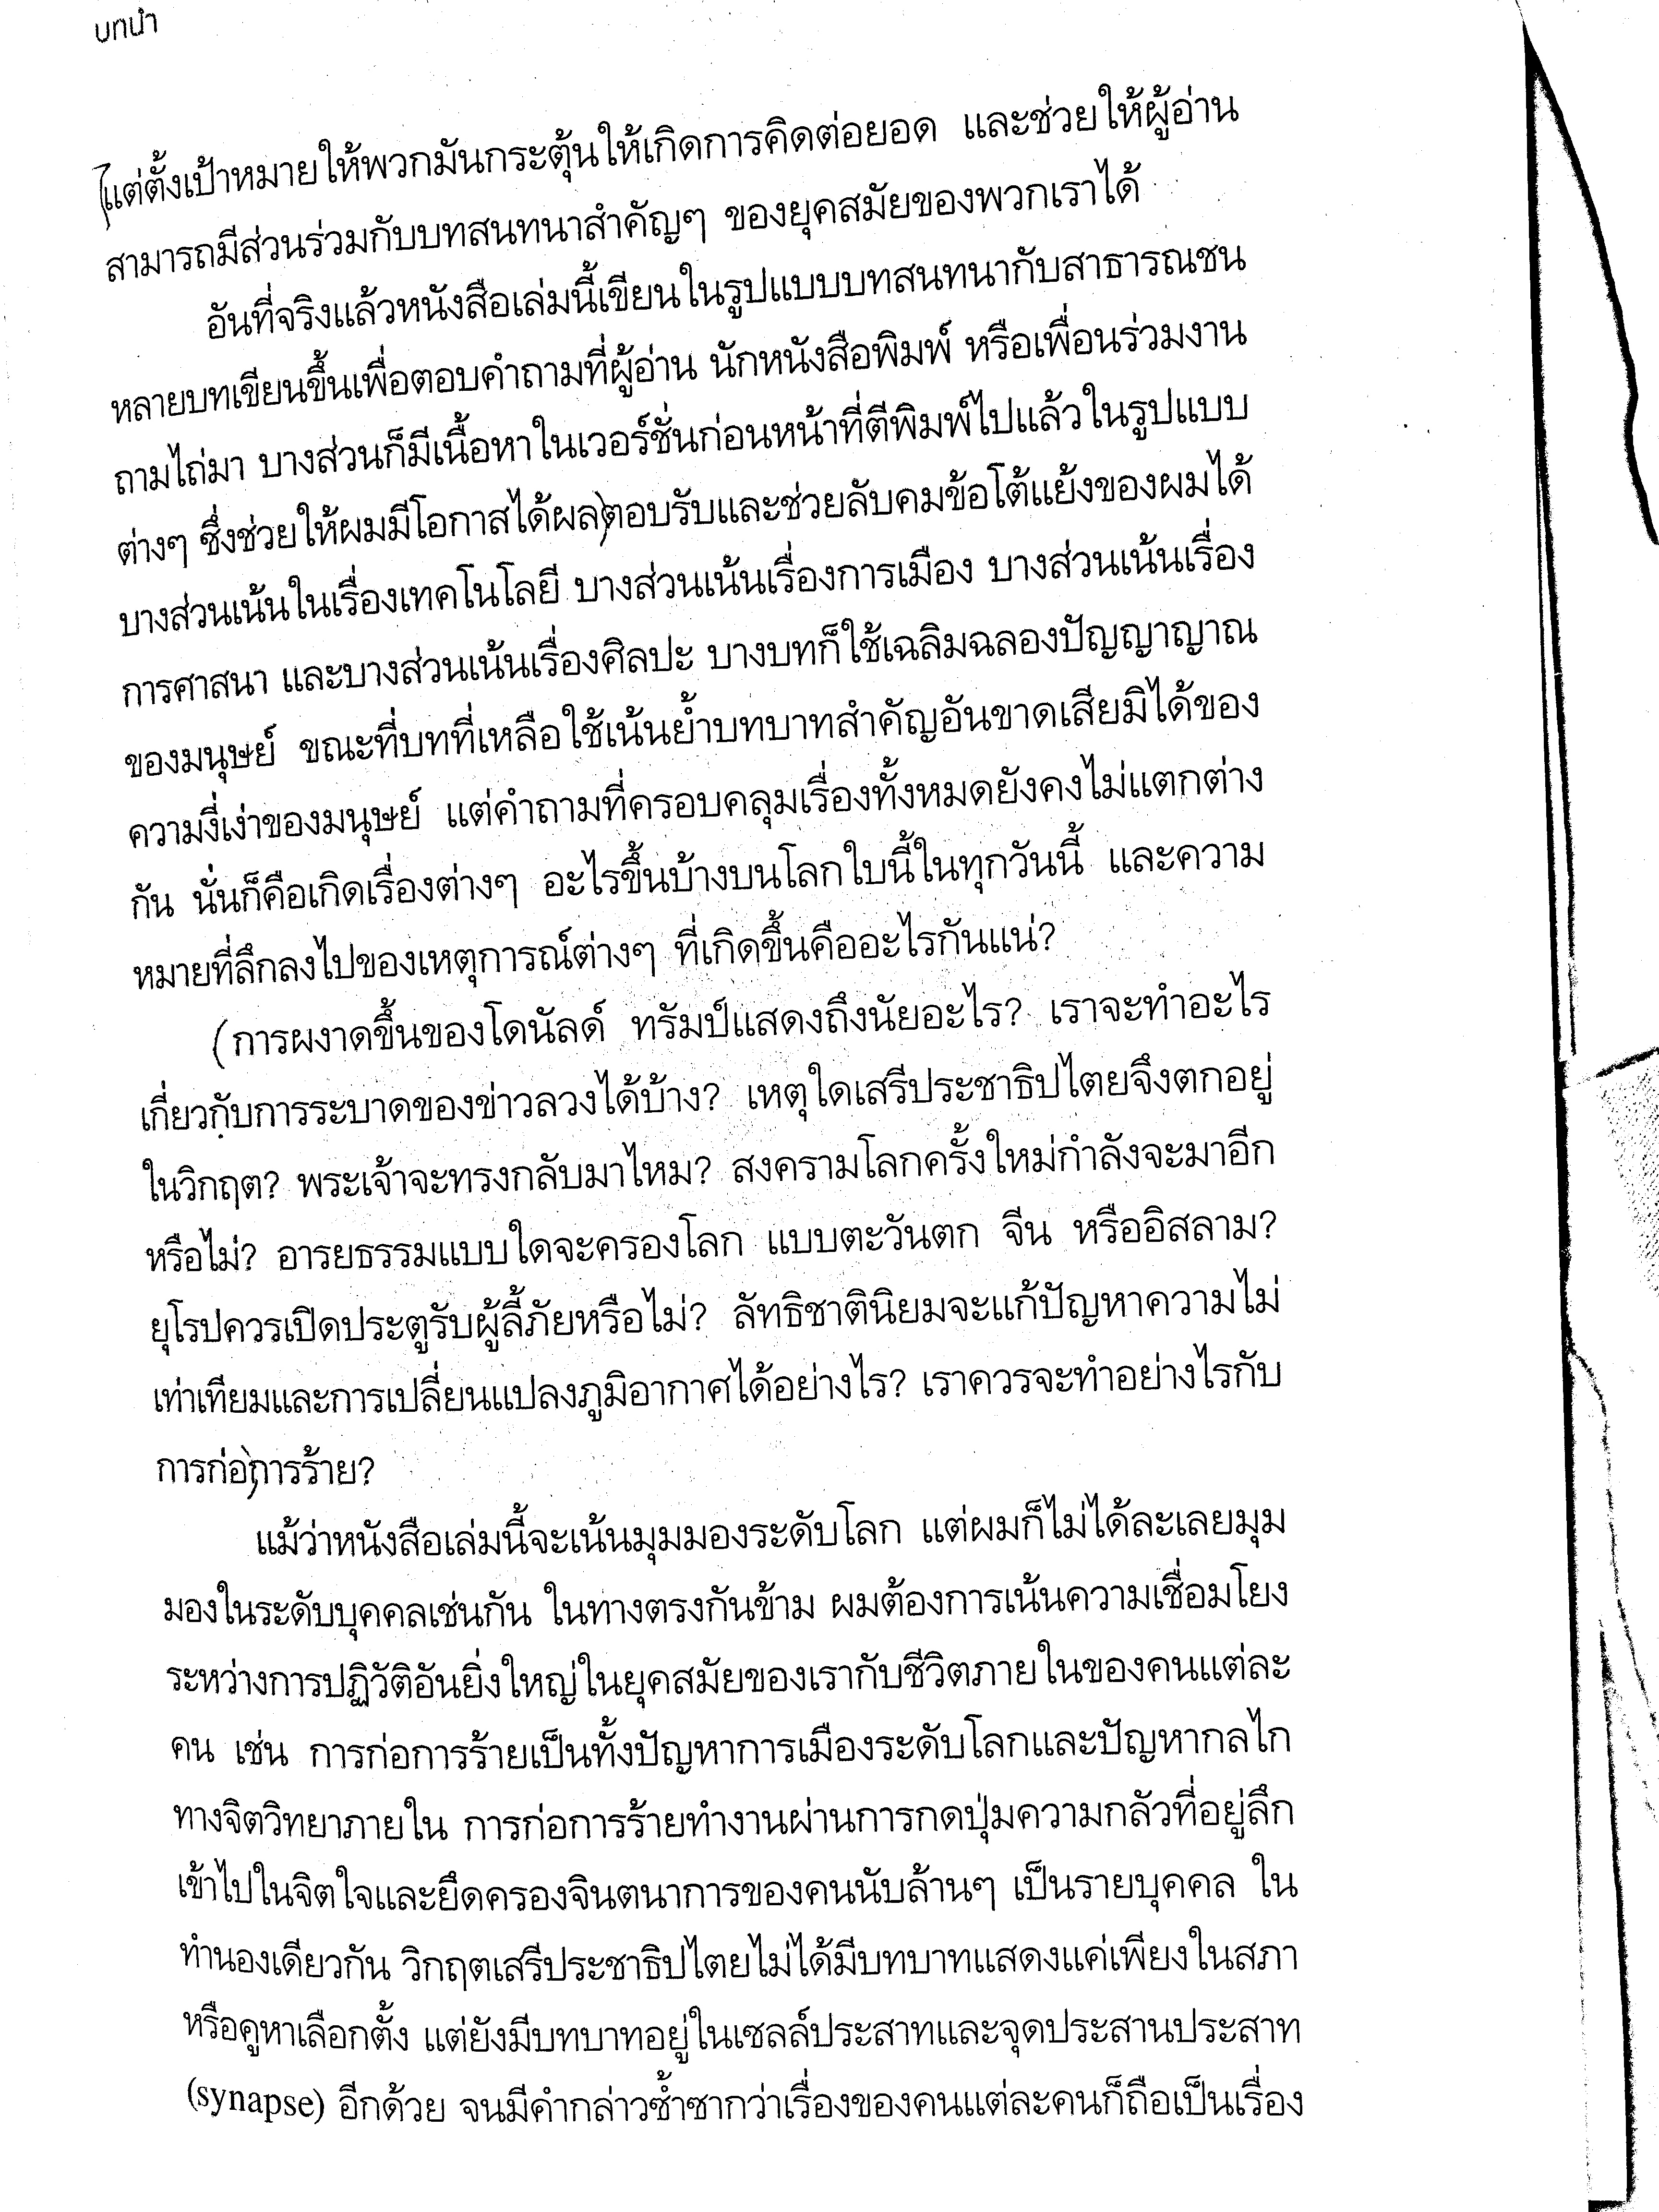 บทนำ
แต่ตั้งเป้าหมายให้พวกมันกระตุ้นให้เกิดการคิดต่อยอด และช่วยให้ผู้อ่าน
สามารถมีส่วนร่วมกับบทสนทนาสำคัญๆ ของยุคสมัยของพวกเราได้
อันที่จริงแล้วหนังสือเล่มนี้เขียนในรูปแบบบทสนทนากับสาธารณชน
หลายบทเขียนขึ้นเพื่อตอบคำถามที่ผู้อ่าน นักหนังสือพิมพ์ หรือเพื่อนร่วมงาน
ถามไถ่มา บางส่วนก็มีเนื้อหาในเวอร์ชั่นก่อนหน้าที่ตีพิมพ์ไปแล้วในรูปแบบ
ต่างๆ ซึ่งช่วยให้ผมมีโอกาสได้ผล)ตอบรับและช่วยลับคมข้อโต้แย้งของผมได้
บางส่วนเน้นในเรื่องเทคโนโลยี บางส่วนเน้นเรื่องการเมือง บางส่วนเน้นเรื่อง
การศาสนา และบางส่วนเน้นเรื่องศิลปะ บางบทก็ใช้เฉลิมฉลองปัญญาญาณ
ของมนุษย์ ขณะที่บทที่เหลือใช้เน้นย้ำบทบาทสำคัญอันขาดเสียมิได้ของ
ความงี่เง่าของมนุษย์ แต่คำถามที่ครอบคลุมเรื่องทั้งหมดยังคงไม่แตกต่าง
กัน นั่นก็คือเกิดเรื่องต่างๆ อะไรขึ้นบ้างบนโลกใบนี้ในทุกวันนี้ และความ
หมายที่ลึกลงไปของเหตุการณ์ต่างๆ ที่เกิดขึ้นคืออะไรกันแน่?
(การผงาดขึ้นของโดนัลด์ ทรัมป์แสดงถึงนัยอะไร? เราจะทำอะไร
เกี่ยวกับการระบาดของข่าวลวงได้บ้าง? เหตุใดเสรีประชาธิปไตยจึงตกอยู่
ในวิกฤต? พระเจ้าจะทรงกลับมาไหม? สงครามโลกครั้งใหม่กำลังจะมาอีก
หรือไม่? อารยธรรมแบบใดจะครองโลก แบบตะวันตก จีน หรืออิสลาม?
ยุโรปควรเปิดประตูรับผู้ลี้ภัยหรือไม่? ลัทธิชาตินิยมจะแก้ปัญหาความไม่
เท่าเทียมและการเปลี่ยนแปลงภูมิอากาศได้อย่างไร? เราควรจะทำอย่างไรกับ
การก่อ)การร้าย?
แม้ว่าหนังสือเล่มนี้จะเน้นมุมมองระดับโลก แต่ผมก็ไม่ได้ละเลยมุม
มองในระดับบุคคลเช่นกัน ในทางตรงกันข้าม ผมต้องการเน้นความเชื่อมโยง
ระหว่างการปฏิวัติอันยิ่งใหญ่ในยุคสมัยของเรากับชีวิตภายในของคนแต่ละ
คน เช่น การก่อการร้ายเป็นทั้งปัญหาการเมืองระดับโลกและปัญหากลไก
ทางจิตวิทยาภายใน การก่อการร้ายทำงานผ่านการกดปุ่มความกลัวที่อยู่ลึก
เข้าไปในจิตใจและยึดครองจินตนาการของคนนับล้านๆ เป็นรายบุคคล ใน
ทำนองเดียวกัน วิกฤตเสรีประชาธิปไตยไม่ได้มีบทบาทแสดงแค่เพียงในสภา
หรือคูหาเลือกตั้ง แต่ยังมีบทบาทอยู่ในเซลล์ประสาทและจุดประสานประสาท
(synapse) อีกด้วย จนมีคำกล่าวซ้ำซากว่าเรื่องของคนแต่ละคนก็ถือเป็นเรื่อง